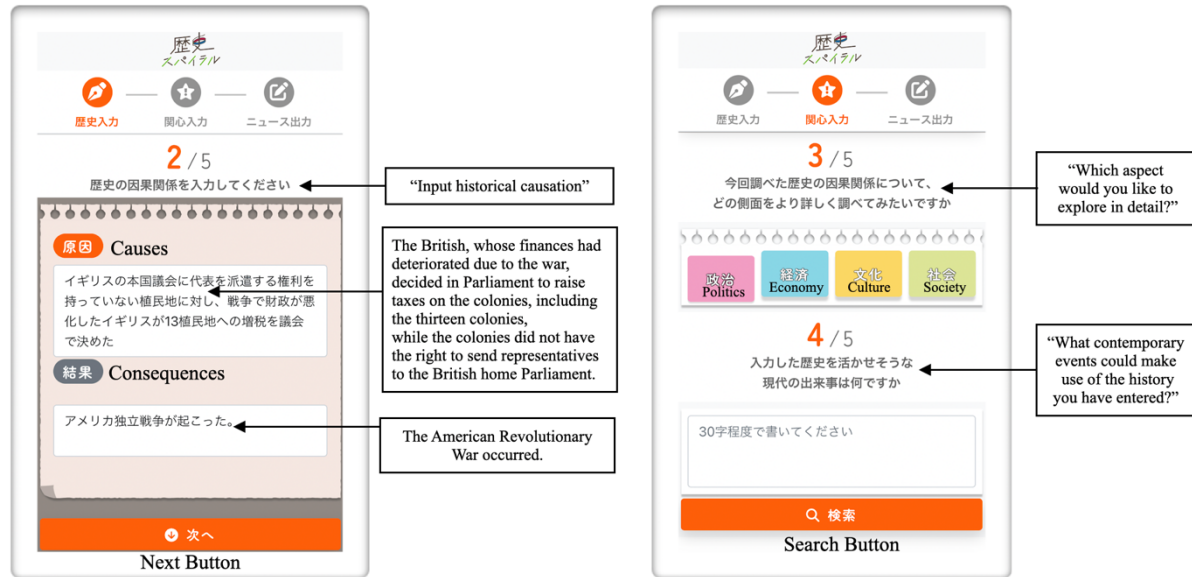 歴史
スパイラル
歴史入力
関心入力
ニュース出力
2 / 5
歴史の因果関係を入力してください
原因 Causes
イギリスの本国議会に代表を派遣する権利を
持っていない植民地に対し、戦争で財政が悪
化したイギリスが13植民地への増税を議会
で決めた
結果 Consequences
アメリカ独立戦争が起こった。
次へ
Next Button
“Input historical causation”
The British, whose finances had
deteriorated due to the war,
decided in Parliament to raise
taxes on the colonies, including
the thirteen colonies,
while the colonies did not have
the right to send representatives
to the British home Parliament.
The American Revolutionary
War occurred.
歴史
スパイラル
歴史入力
関心入力
ニュース出力
3 / 5
今回調べた歴史の因果関係について、
どの側面をより詳しく調べてみたいですか
政治
Politics
経済
Economy
文化
Culture
社会
Society
4 / 5
入力した歴史を活かせそうな
現代の出来事は何ですか
30字程度で書いてください
検索
Search Button
“Which aspect
would you like to
explore in detail?”
“What contemporary
events could make
use of the history
you have entered?”